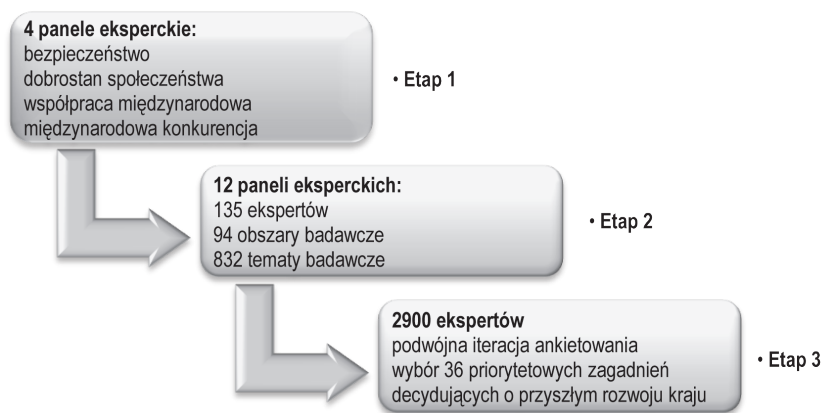 4 panele eksperckie:
bezpieczeństwo
dobrostan społeczeństwa
współpraca międzynarodowa
międzynarodowa konkurencja
• Etap 1
12 paneli eksperckich:
135 ekspertów
94 obszary badawcze
832 tematy badawcze
• Etap 2
2900 ekspertów
podwójna iteracja ankietowania
wybór 36 priorytetowych zagadnień
decydujących o przyszłym rozwoju kraju
• Etap 3